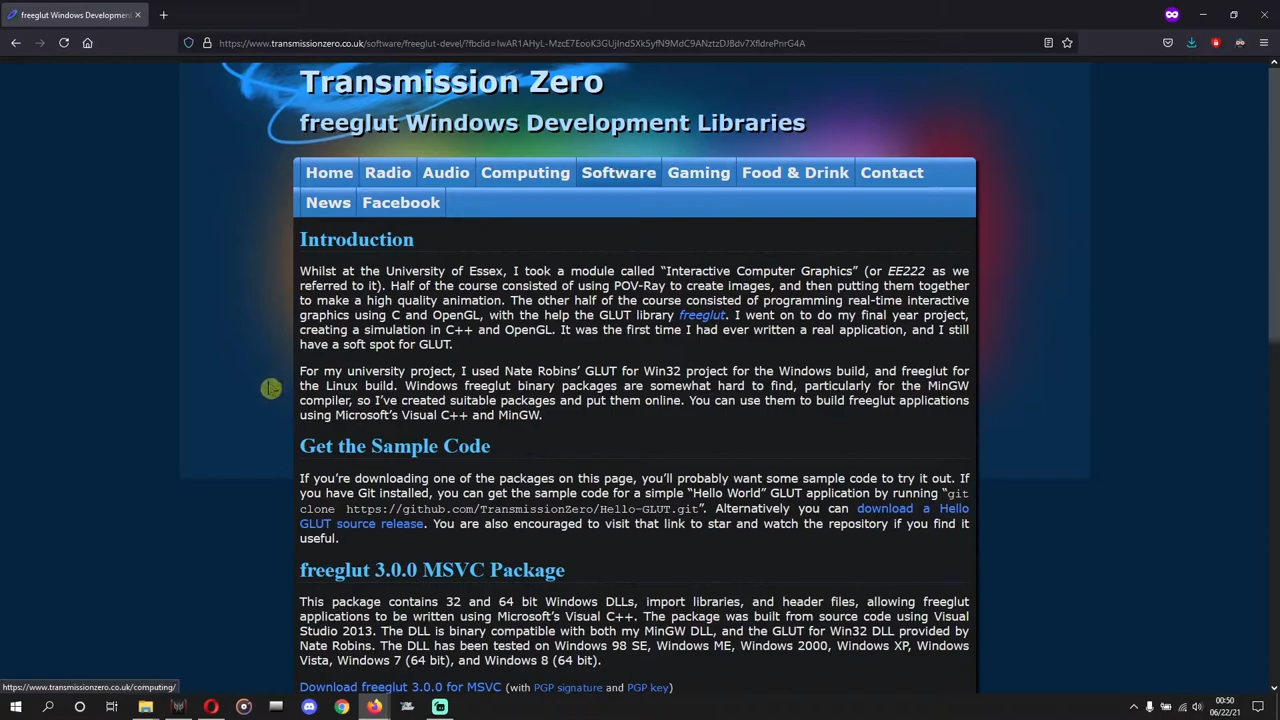 freeglut Windows Development
https://www.transmissionzero.co.uk/software/freeglut-devel/?fbclid=IwAR1AHyL-MzcE7EooK3GUjInd5Xk5yfN9MdC9ANztzDJBdv7XfldrePnrG4A
Transmission Zero
freeglut Windows Development Libraries
Home Radio Audio Computing Software Gaming Food & Drink Contact
News Facebook
Introduction
Whilst at the University of Essex, I took a module called “Interactive Computer Graphics” (or EE222 as we
referred to it). Half of the course consisted of using POV-Ray to create images, and then putting them together
to make a high quality animation. The other half of the course consisted of programming real-time interactive
graphics using C and OpenGL, with the help the GLUT library freeglut. I went on to do my final year project,
creating a simulation in C++ and OpenGL. It was the first time I had ever written a real application, and I still
have a soft spot for GLUT.
For my university project, I used Nate Robins’ GLUT for Win32 project for the Windows build, and freeglut for
the Linux build. Windows freeglut binary packages are somewhat hard to find, particularly for the MinGW
compiler, so I’ve created suitable packages and put them online. You can use them to build freeglut applications
using Microsoft’s Visual C++ and MinGW.
Get the Sample Code
If you’re downloading one of the packages on this page, you’ll probably want some sample code to try it out. If
you have Git installed, you can get the sample code for a simple “Hello World” GLUT application by running “git
clone https://github.com/TransmissionZero/Hello-GLUT.git”. Alternatively you can download a Hello
GLUT source release. You are also encouraged to visit that link to star and watch the repository if you find it
useful.
freeglut 3.0.0 MSVC Package
This package contains 32 and 64 bit Windows DLLs, import libraries, and header files, allowing freeglut
applications to be written using Microsoft’s Visual C++. The package was built from source code using Visual
Studio 2013. The DLL is binary compatible with both my MinGW DLL, and the GLUT for Win32 DLL provided by
Nate Robins. The DLL has been tested on Windows 98 SE, Windows ME, Windows 2000, Windows XP, Windows
Vista, Windows 7 (64 bit), and Windows 8 (64 bit).
Download freeglut 3.0.0 for MSVC (with PGP signature and PGP key)
https://www.transmissionzero.co.uk/computing/
00:50
06/22/21